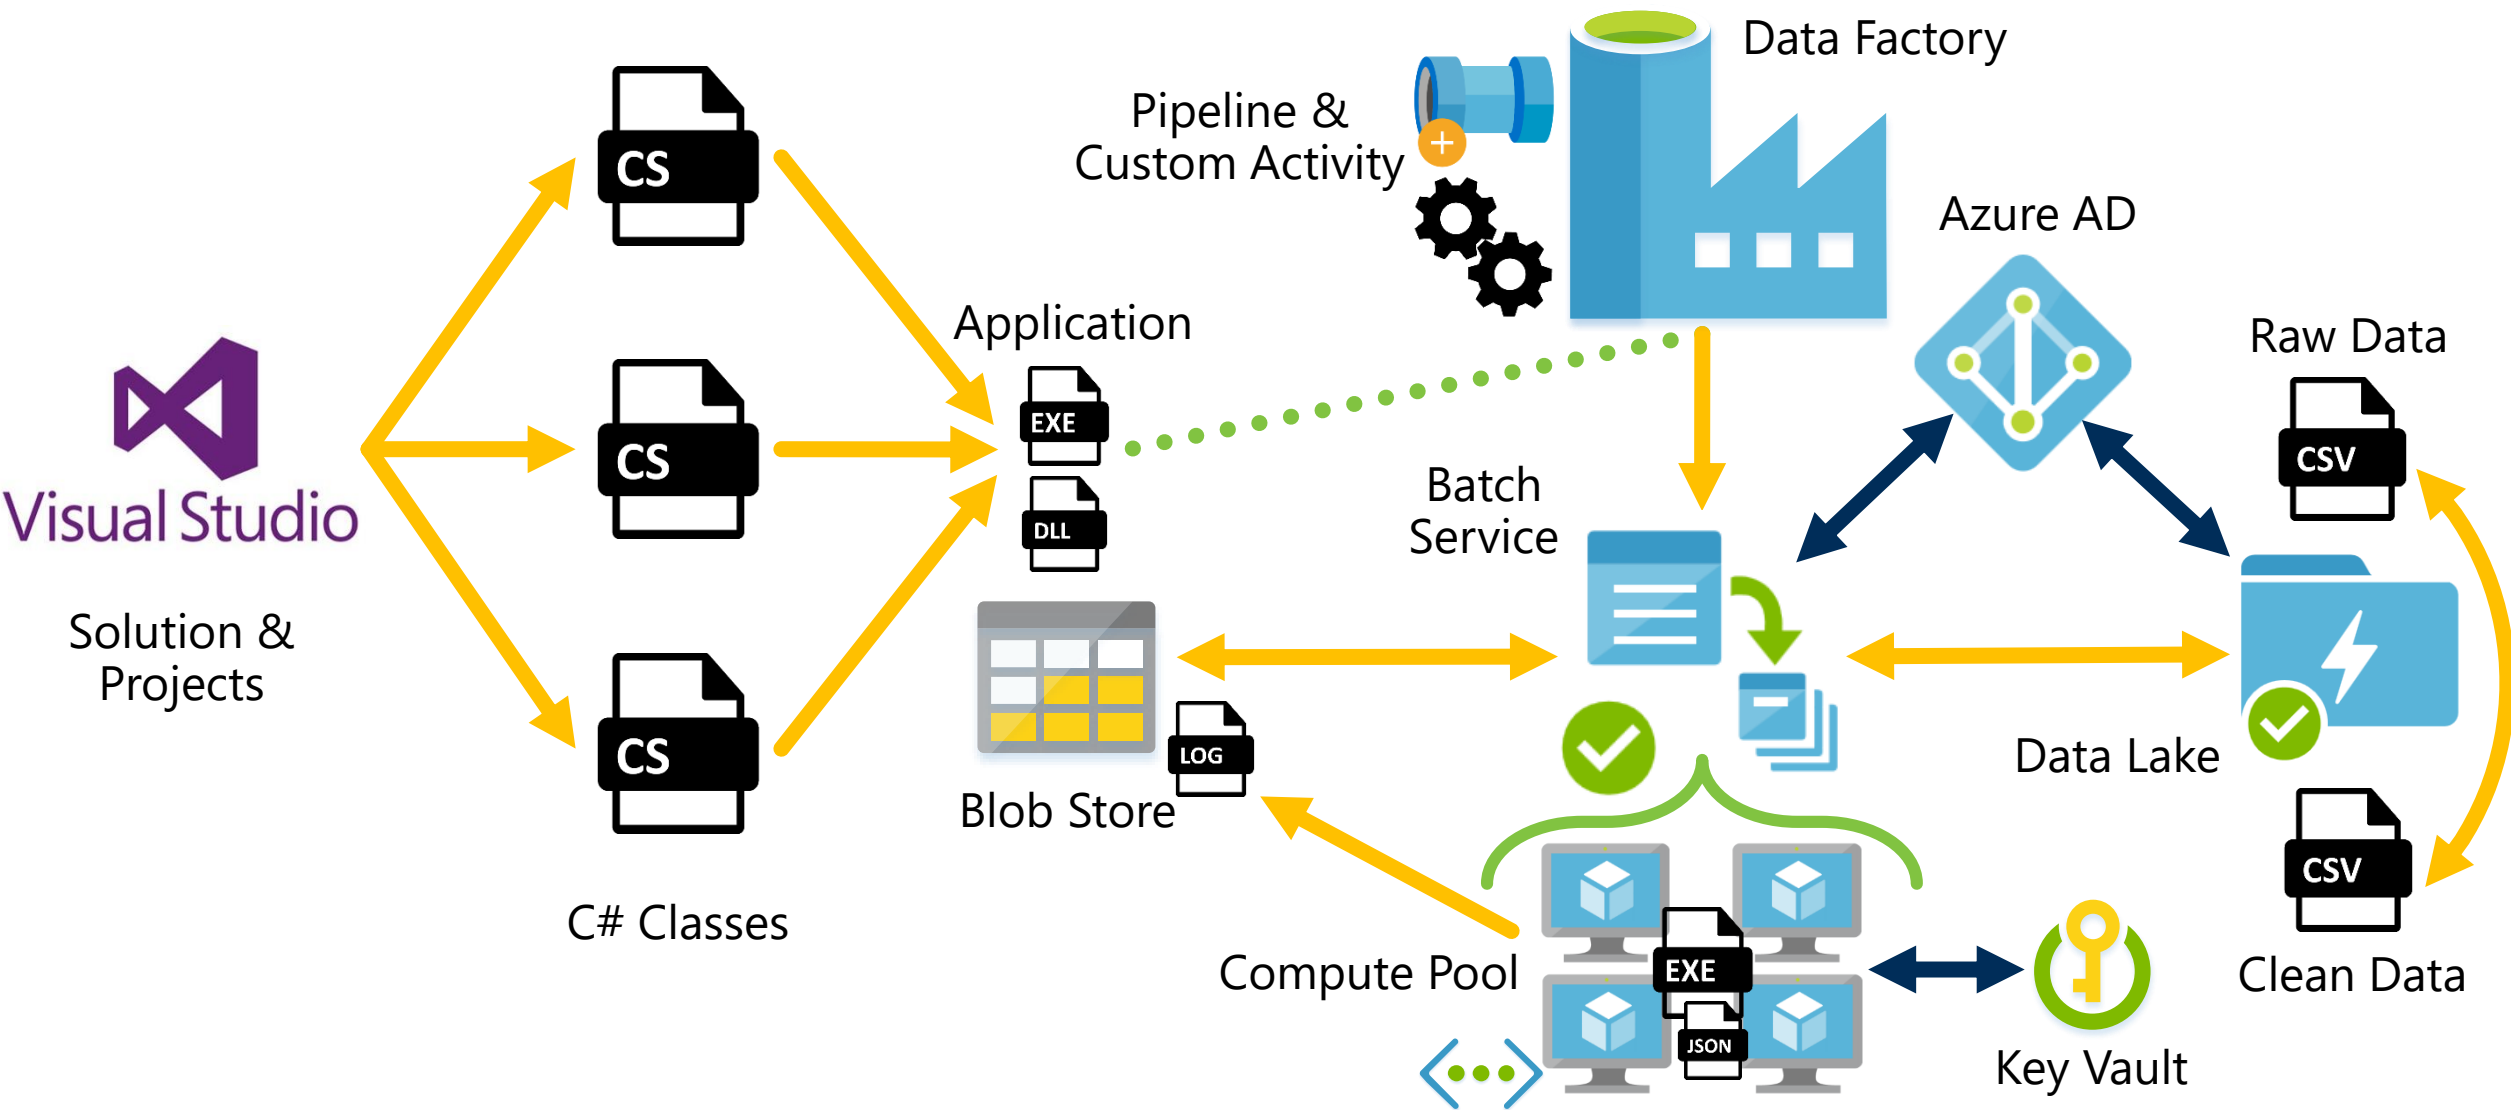 Data Factory
Pipeline &
Custom Activity
CS
Azure AD
Application
Raw Data
EXE
CSV
CS
DLL
Batch
Service
Visual Studio
Solution &
Projects
CS
LOG
Blob Store
Data Lake
CSV
C# Classes
Compute Pool
EXE
JSON
Clean Data
Key Vault